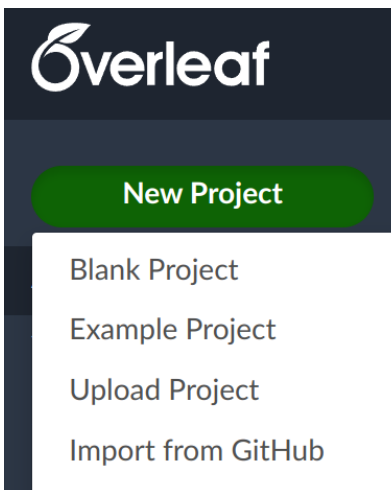 Overleaf
New Project
Blank Project
Example Project
Upload Project
Import from GitHub